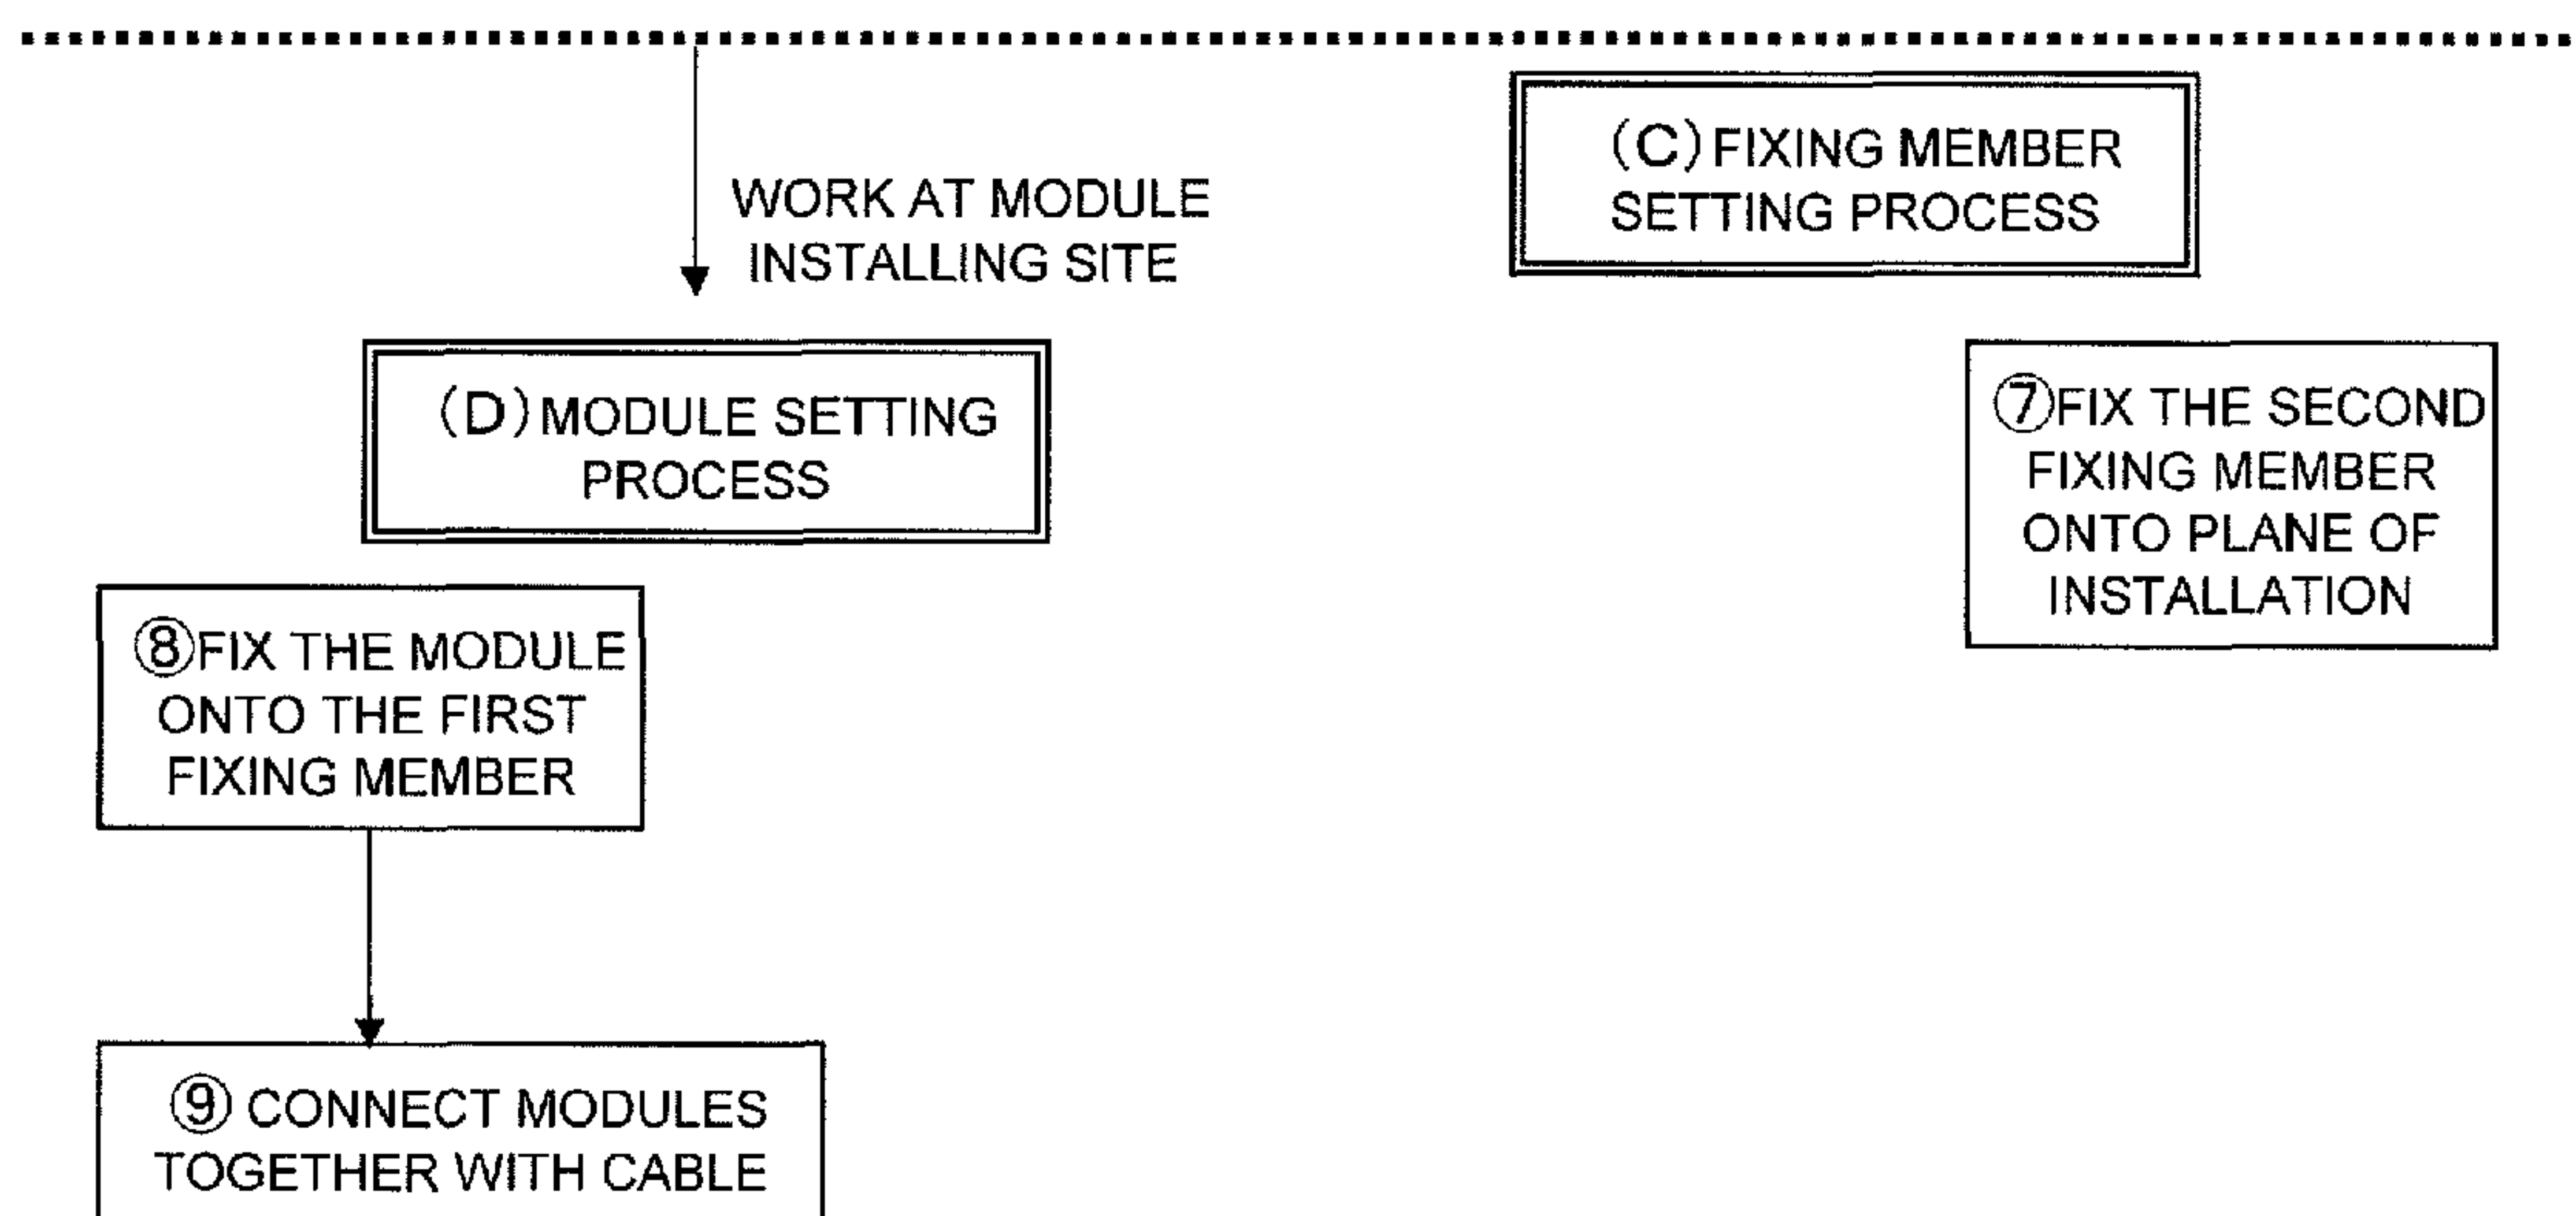 WORK AT MODULE
INSTALLING SITE
(C) FIXING MEMBER
SETTING PROCESS
(D) MODULE SETTING
PROCESS
⑦FIX THE SECOND
FIXING MEMBER
ONTO PLANE OF
INSTALLATION
⑧FIX THE MODULE
ONTO THE FIRST
FIXING MEMBER
⑨ CONNECT MODULES
TOGETHER WITH CABLE